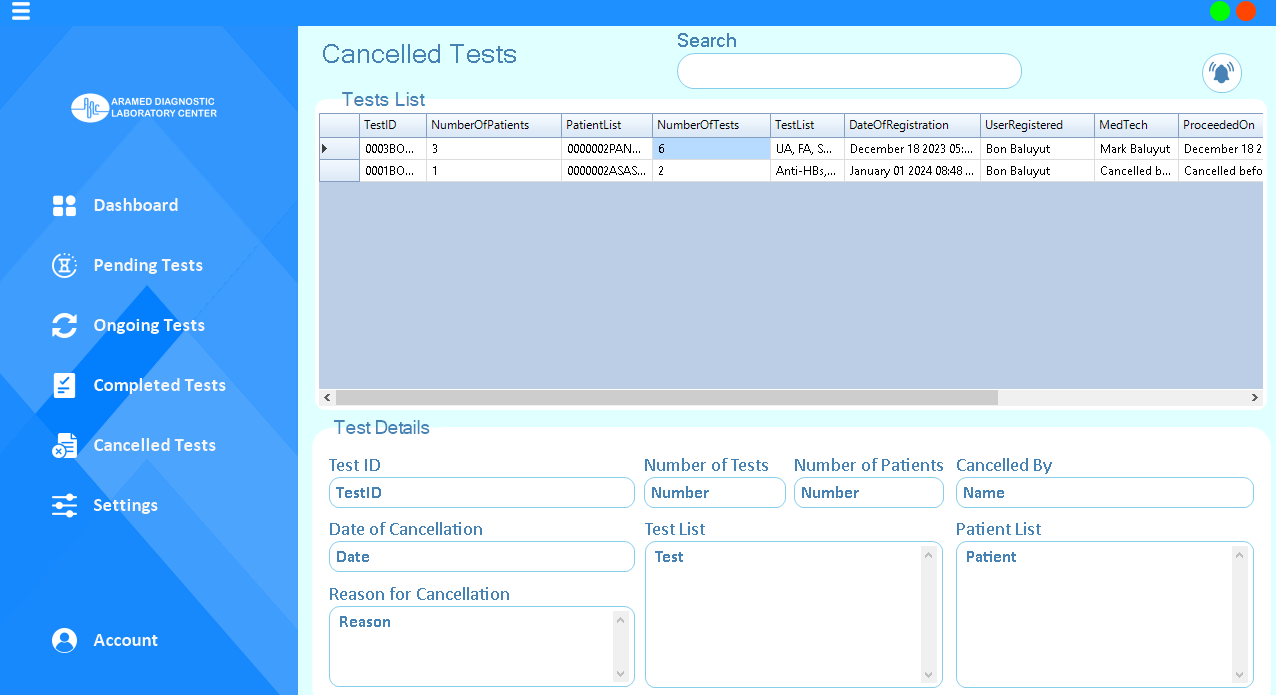 ARAMED DIAGNOSTIC
LABORATORY CENTER
Dashboard
Pending Tests
Ongoing Tests
Completed Tests
Cancelled Tests
Settings
Account
Cancelled Tests
Search
Tests List
TestID NumberOfPatients PatientList NumberOfTests TestList DateOfRegistration UserRegistered MedTech ProceededOn
0003BO... 3 0000002PAN... 6 UA, FA, S... December 18 2023 05:... Bon Baluyut Mark Baluyut December 18 2
0001BO... 1 0000002ASAS... 2 Anti-HBs,... January 01 2024 08:48 ... Bon Baluyut Cancelled b... Cancelled befo
Test Details
Test ID Number of Tests Number of Patients Cancelled By
TestID Number Number Name
Date of Cancellation Test List Patient List
Date Test Patient
Reason for Cancellation
Reason